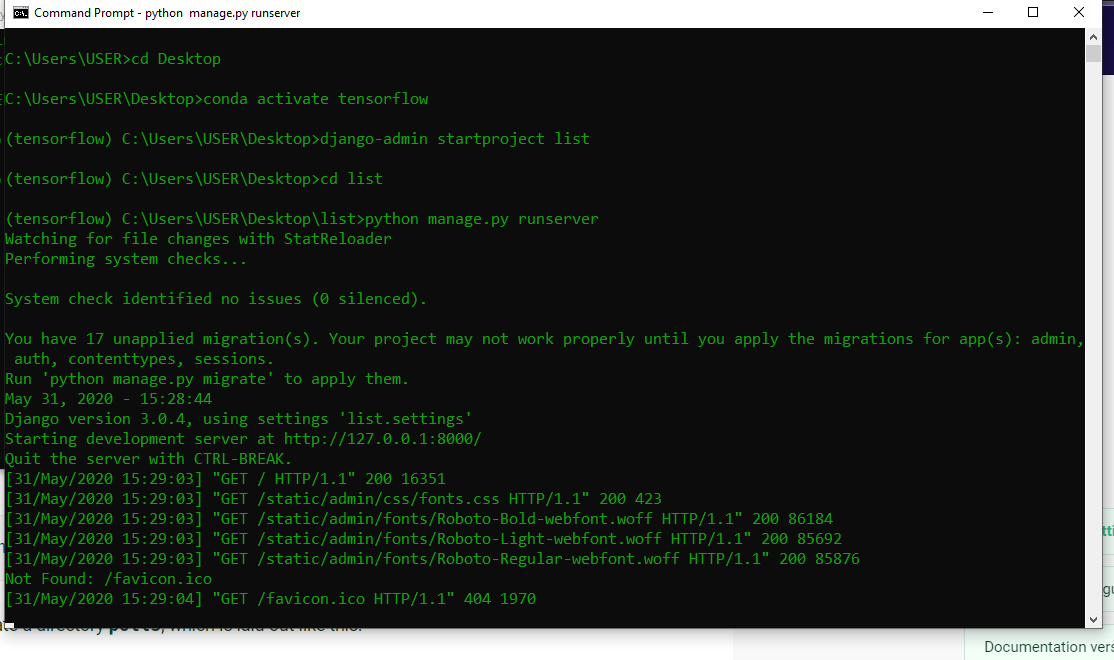 Command Prompt - python  manage.py runserver
C:\Users\USER>cd Desktop
C:\Users\USER\Desktop>conda activate tensorflow
(tensorflow) C:\Users\USER\Desktop>django-admin startproject list
(tensorflow) C:\Users\USER\Desktop>cd list
(tensorflow) C:\Users\USER\Desktop\list>python manage.py runserver
Watching for file changes with StatReloader
Performing system checks...
System check identified no issues (0 silenced).
You have 17 unapplied migration(s). Your project may not work properly until you apply the migrations for app(s): admin,
 auth, contenttypes, sessions.
Run 'python manage.py migrate' to apply them.
May 31, 2020 - 15:28:44
Django version 3.0.4, using settings 'list.settings'
Starting development server at http://127.0.0.1:8000/
Quit the server with CTRL-BREAK.
[31/May/2020 15:29:03] "GET / HTTP/1.1" 200 16351
[31/May/2020 15:29:03] "GET /static/admin/css/fonts.css HTTP/1.1" 200 423
[31/May/2020 15:29:03] "GET /static/admin/fonts/Roboto-Bold-webfont.woff HTTP/1.1" 200 86184
[31/May/2020 15:29:03] "GET /static/admin/fonts/Roboto-Light-webfont.woff HTTP/1.1" 200 85692
[31/May/2020 15:29:03] "GET /static/admin/fonts/Roboto-Regular-webfont.woff HTTP/1.1" 200 85876
Not Found: /favicon.ico
[31/May/2020 15:29:04] "GET /favicon.ico HTTP/1.1" 404 1970
a directory which is laid out like this:
Documentation vers